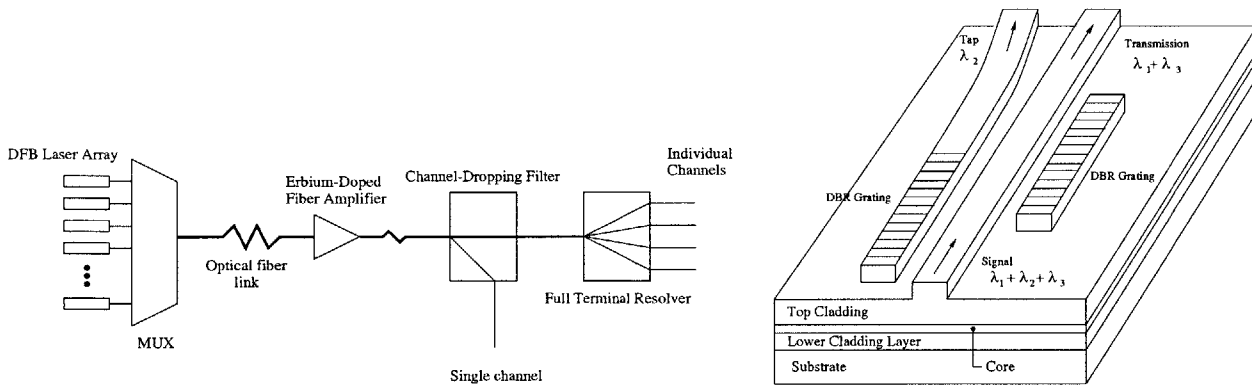 DFB Laser Array
MUX
Optical fiber
link
Erbium-Doped
Fiber Amplifier
Channel-Dropping Filter
Single channel
Full Terminal Resolver
Individual
Channels
Tap
λ 2
Transmission
λ 1 + λ 3
DBR Grating
DBR Grating
Signal
λ 1 + λ 2 + λ 3
Top Cladding
Lower Cladding Layer
Core
Substrate